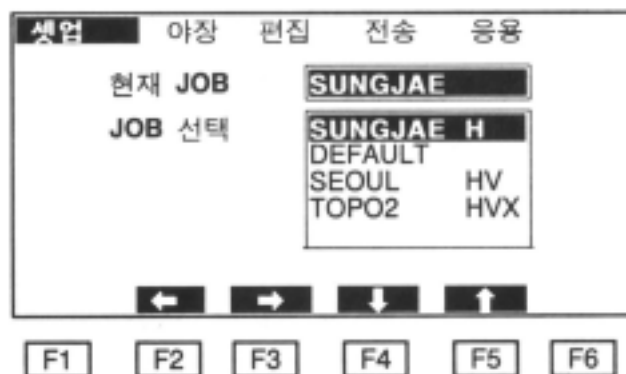 셋업 야장 편집 전송 응용
현재 JOB SUNGJAE
JOB 선택 SUNGJAE H
DEFAULT
SEOUL HV
TOPO2 HVX
F1 F2 F3 F4 F5 F6